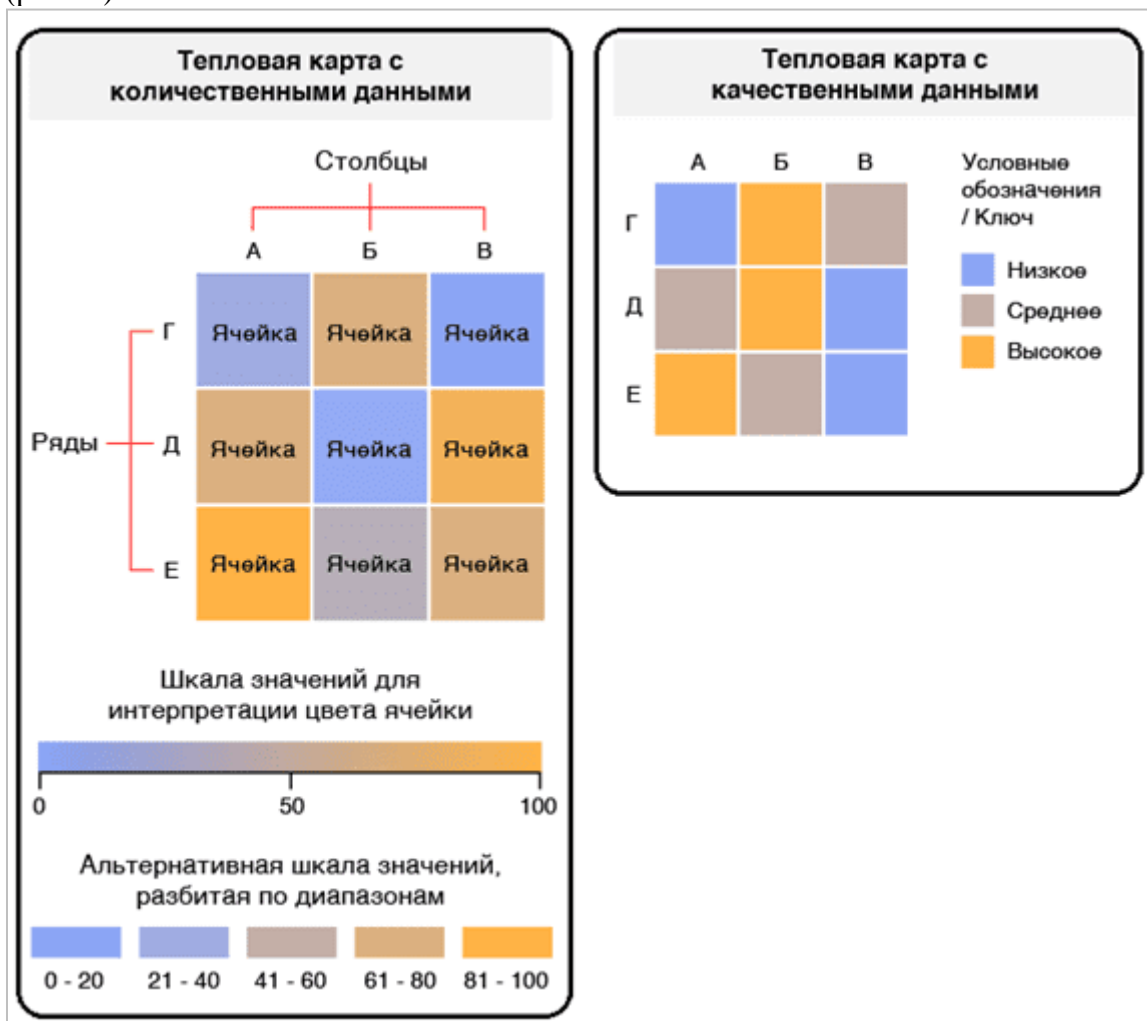 Тепловая карта с
количественными данными
Столбцы
А Б В
Г Ячейка Ячейка Ячейка
Ряды Д Ячейка Ячейка Ячейка
Е Ячейка Ячейка Ячейка
Шкала значений для
интерпретации цвета ячейки
0 50 100
Альтернативная шкала значений,
разбитая по диапазонам
0 - 20 21 - 40 41 - 60 61 - 80 81 - 100
Тепловая карта с
качественными данными
А Б В
Г
Д
Е
Условные
обозначения
/ Ключ
Низкое
Среднее
Высокое